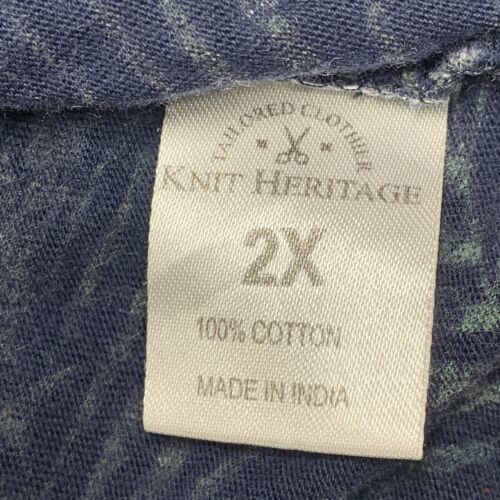 TAILORED CLOTHIER
KNIT HERITAGE
2X
100% COTTON
MADE IN INDIA